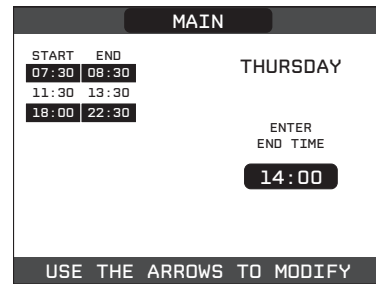 MAIN
START END
07:30 08:30
11:30 13:30
18:00 22:30
THURSDAY
ENTER
END TIME
14:00
USE THE ARROWS TO MODIFY